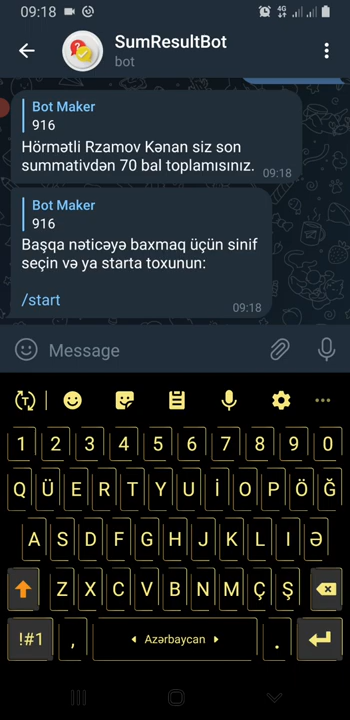 09:18
4G
SumResultBot
bot
Bot Maker
916
Hörmətli Rzamov Kənan siz son
summativdən 70 bal toplamısınız.
09:18
Bot Maker
916
Başqa nəticəyə baxmaq üçün sinif
seçin və ya starta toxunun:
/start
09:18
Message
T
...
1 2 3 4 5 6 7 8 9 0
Q Ü E R T Y U İ O P Ö Ğ
A S D F G H J K L I Ə
Z X C V B N M Ç Ş
!#1 , Azərbaycan .